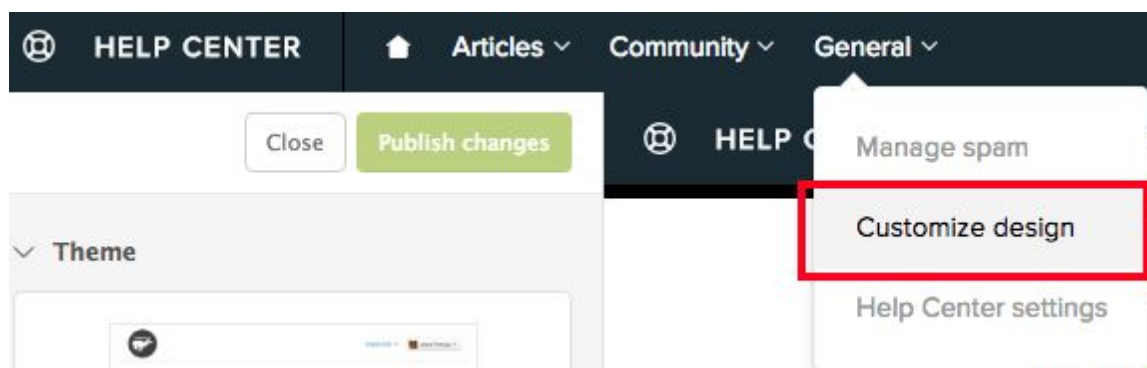 HELP CENTER Articles Community General
Close Publish changes
HELP C
Manage spam
Customize design
Theme
Help Center settings